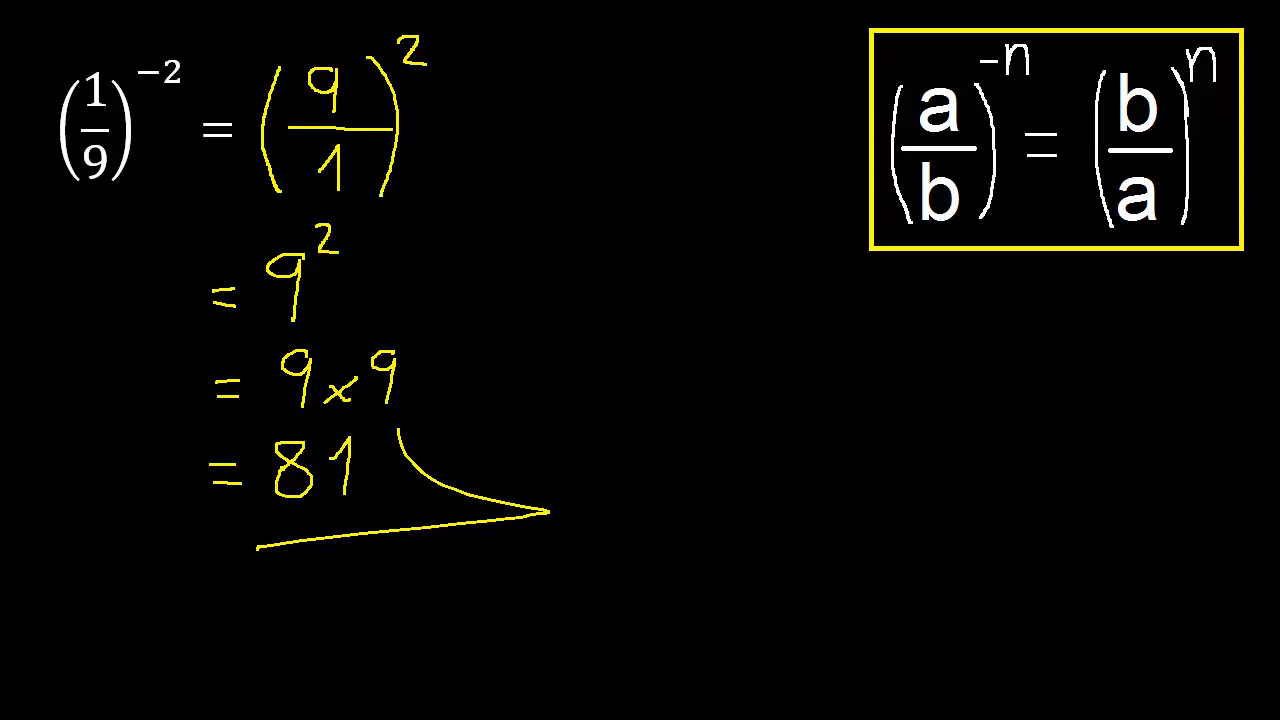 (1/9)^−2 = (9/1)^2
= 9^2
= 9 × 9
= 81
(a/b)^-n = (b/a)^n